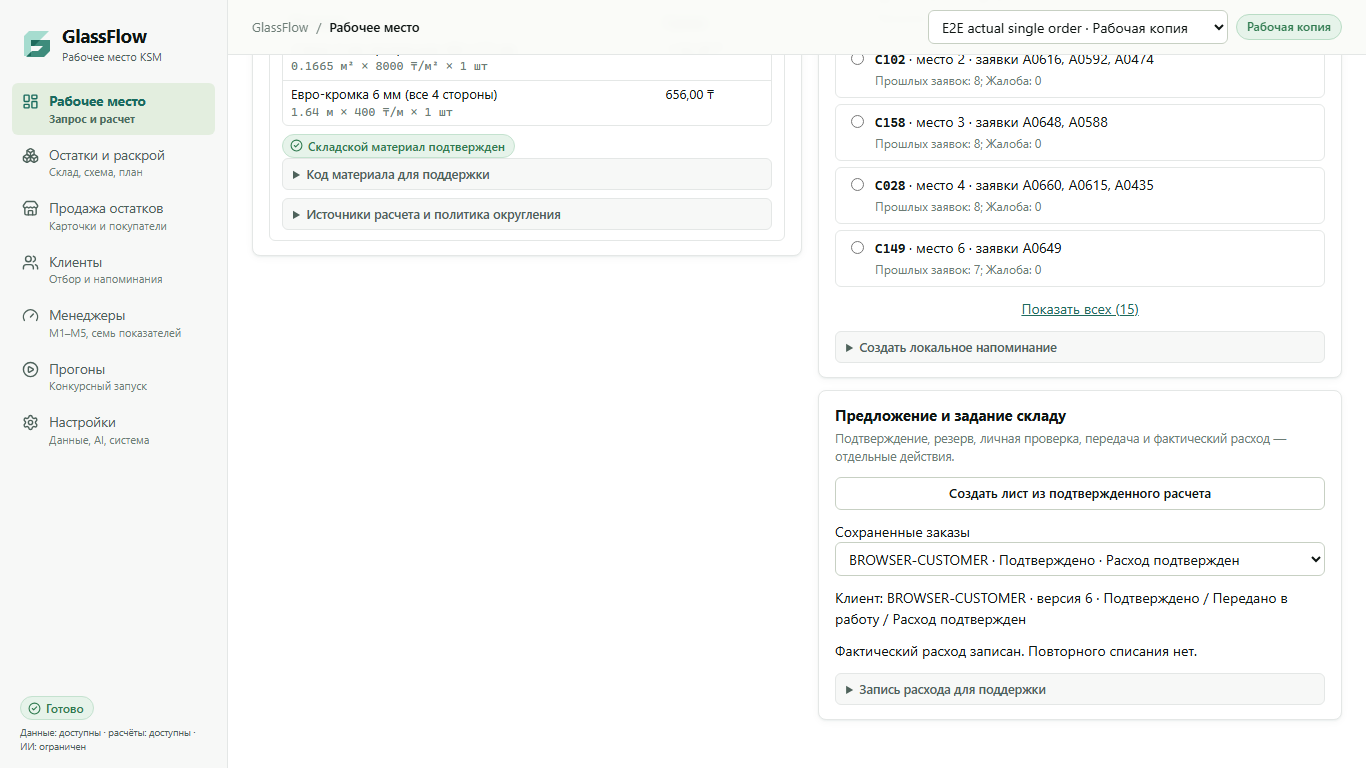 GlassFlow
Рабочее место KSM
Рабочее место
Запрос и расчет
Остатки и раскрой
Склад, схема, план
Продажа остатков
Карточки и покупатели
Клиенты
Отбор и напоминания
Менеджеры
М1–М5, семь показателей
Прогоны
Конкурсный запуск
Настройки
Данные, AI, система
Готово
Данные: доступны · расчёты: доступны ·
ИИ: ограничен
GlassFlow / Рабочее место
E2E actual single order · Рабочая копия
Рабочая копия
0.1665 м² × 8000 ₸/м² × 1 шт
Евро-кромка 6 мм (все 4 стороны) 656,00 ₸
1.64 м × 400 ₸/м × 1 шт
Складской материал подтвержден
Код материала для поддержки
Источники расчета и политика округления
C102 · место 2 · заявки A0616, A0592, A0474
Прошлых заявок: 8; Жалоба: 0
C158 · место 3 · заявки A0648, A0588
Прошлых заявок: 8; Жалоба: 0
C028 · место 4 · заявки A0660, A0615, A0435
Прошлых заявок: 8; Жалоба: 0
C149 · место 6 · заявки A0649
Прошлых заявок: 7; Жалоба: 0
Показать всех (15)
Создать локальное напоминание
Предложение и задание складу
Подтверждение, резерв, личная проверка, передача и фактический расход —
отдельные действия.
Создать лист из подтвержденного расчета
Сохраненные заказы
BROWSER-CUSTOMER · Подтверждено · Расход подтвержден
Клиент: BROWSER-CUSTOMER · версия 6 · Подтверждено / Передано в
работу / Расход подтвержден
Фактический расход записан. Повторного списания нет.
Запись расхода для поддержки